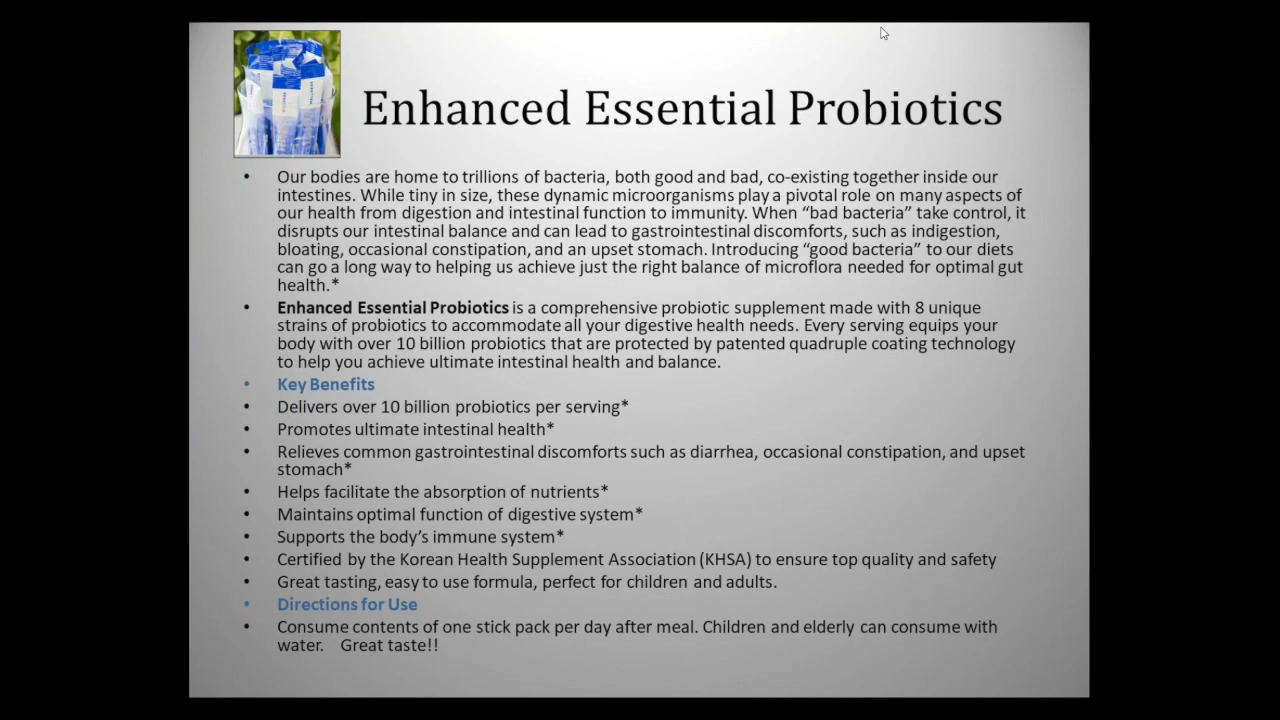 Enhanced Essential Probiotics
• Our bodies are home to trillions of bacteria, both good and bad, co-existing together inside our
intestines. While tiny in size, these dynamic microorganisms play a pivotal role on many aspects of
our health from digestion and intestinal function to immunity. When “bad bacteria” take control, it
disrupts our intestinal balance and can lead to gastrointestinal discomforts, such as indigestion,
bloating, occasional constipation, and an upset stomach. Introducing “good bacteria” to our diets
can go a long way to helping us achieve just the right balance of microflora needed for optimal gut
health.*
• Enhanced Essential Probiotics is a comprehensive probiotic supplement made with 8 unique
strains of probiotics to accommodate all your digestive health needs. Every serving equips your
body with over 10 billion probiotics that are protected by patented quadruple coating technology
to help you achieve ultimate intestinal health and balance.
• Key Benefits
• Delivers over 10 billion probiotics per serving*
• Promotes ultimate intestinal health*
• Relieves common gastrointestinal discomforts such as diarrhea, occasional constipation, and upset
stomach*
• Helps facilitate the absorption of nutrients*
• Maintains optimal function of digestive system*
• Supports the body’s immune system*
• Certified by the Korean Health Supplement Association (KHSA) to ensure top quality and safety
• Great tasting, easy to use formula, perfect for children and adults.
• Directions for Use
• Consume contents of one stick pack per day after meal. Children and elderly can consume with
water. Great taste!!